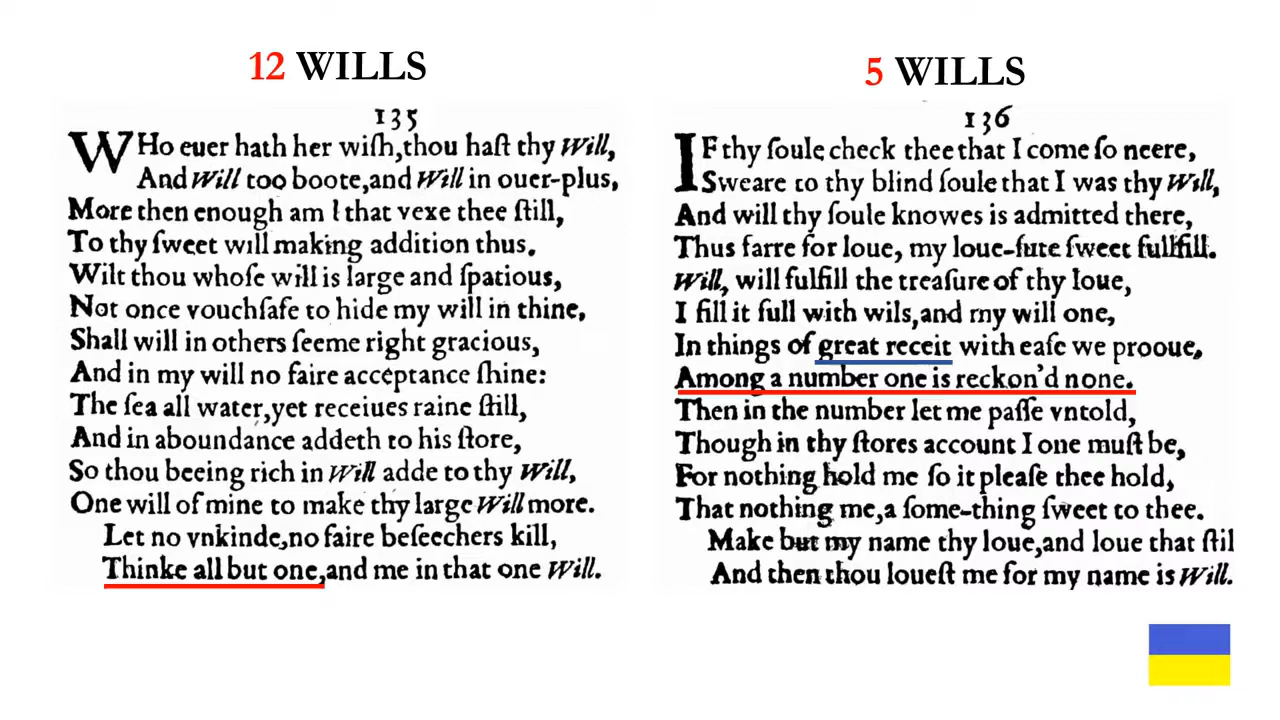 12 WILLS
135
WHo euer hath her wiſh,thou haſt thy Will,
And Will too boote,and Will in ouer-plus,
More then enough am I that vexe thee ſtill,
To thy ſweet will making addition thus.
Wilt thou whoſe will is large and ſpatious,
Not once vouchſafe to hide my will in thine,
Shall will in others ſeeme right gracious,
And in my will no faire acceptance ſhine:
The ſea all water,yet receiues raine ſtill,
And in aboundance addeth to his ſtore,
So thou beeing rich in Will adde to thy Will,
One will of mine to make thy large Will more.
Let no vnkinde,no faire beſeechers kill,
Thinke all but one,and me in that one Will.
5 WILLS
136
IF thy ſoule check thee that I come ſo neere,
Sweare to thy blind ſoule that I was thy Will,
And will thy ſoule knowes is admitted there,
Thus farre for loue, my loue-ſute ſweet fullfill.
Will, will fulfill the treaſure of thy loue,
I fill it full with wils,and my will one,
In things of great receit with eaſe we prooue,
Among a number one is reckon'd none.
Then in the number let me paſſe vntold,
Though in thy ſtores account I one muſt be,
For nothing hold me ſo it pleaſe thee hold,
That nothing me,a ſome-thing ſweet to thee.
Make but my name thy loue,and loue that ſtil
And then thou loueſt me for my name is Will.